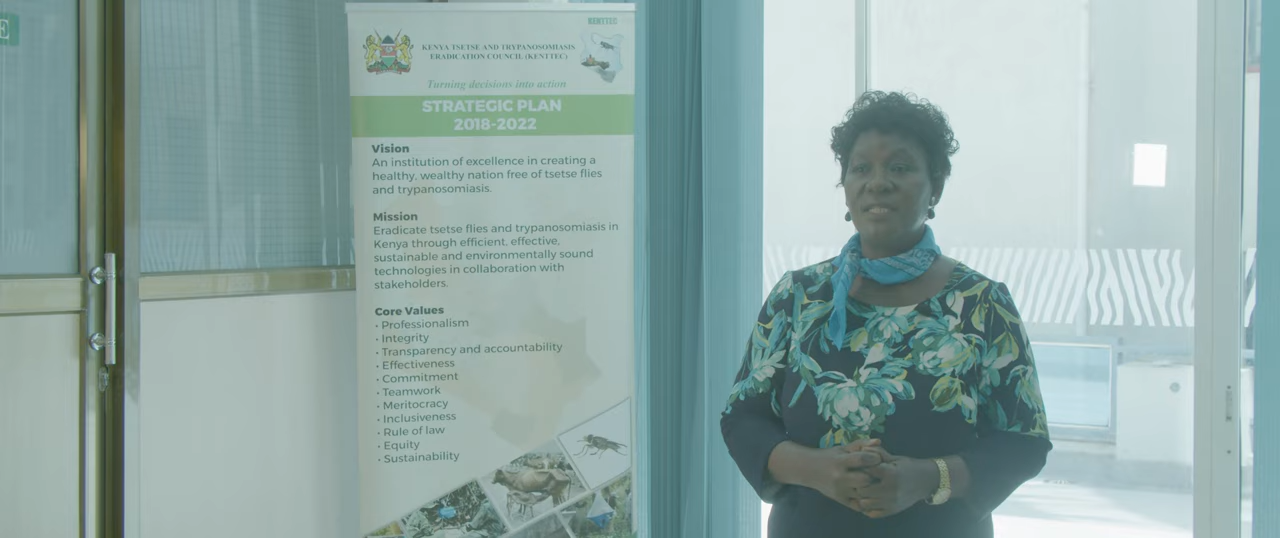 KENTTEC
KENYA TSETSE AND TRYPANOSOMIASIS
ERADICATION COUNCIL (KENTTEC)
Turning decisions into action
STRATEGIC PLAN
2018-2022
Vision
An institution of excellence in creating a
healthy, wealthy nation free of tsetse flies
and trypanosomiasis.
Mission
Eradicate tsetse flies and trypanosomiasis in
Kenya through efficient, effective,
sustainable and environmentally sound
technologies in collaboration with
stakeholders.
Core Values
• Professionalism
• Integrity
• Transparency and accountability
• Effectiveness
• Commitment
• Teamwork
• Meritocracy
• Inclusiveness
• Rule of law
• Equity
• Sustainability